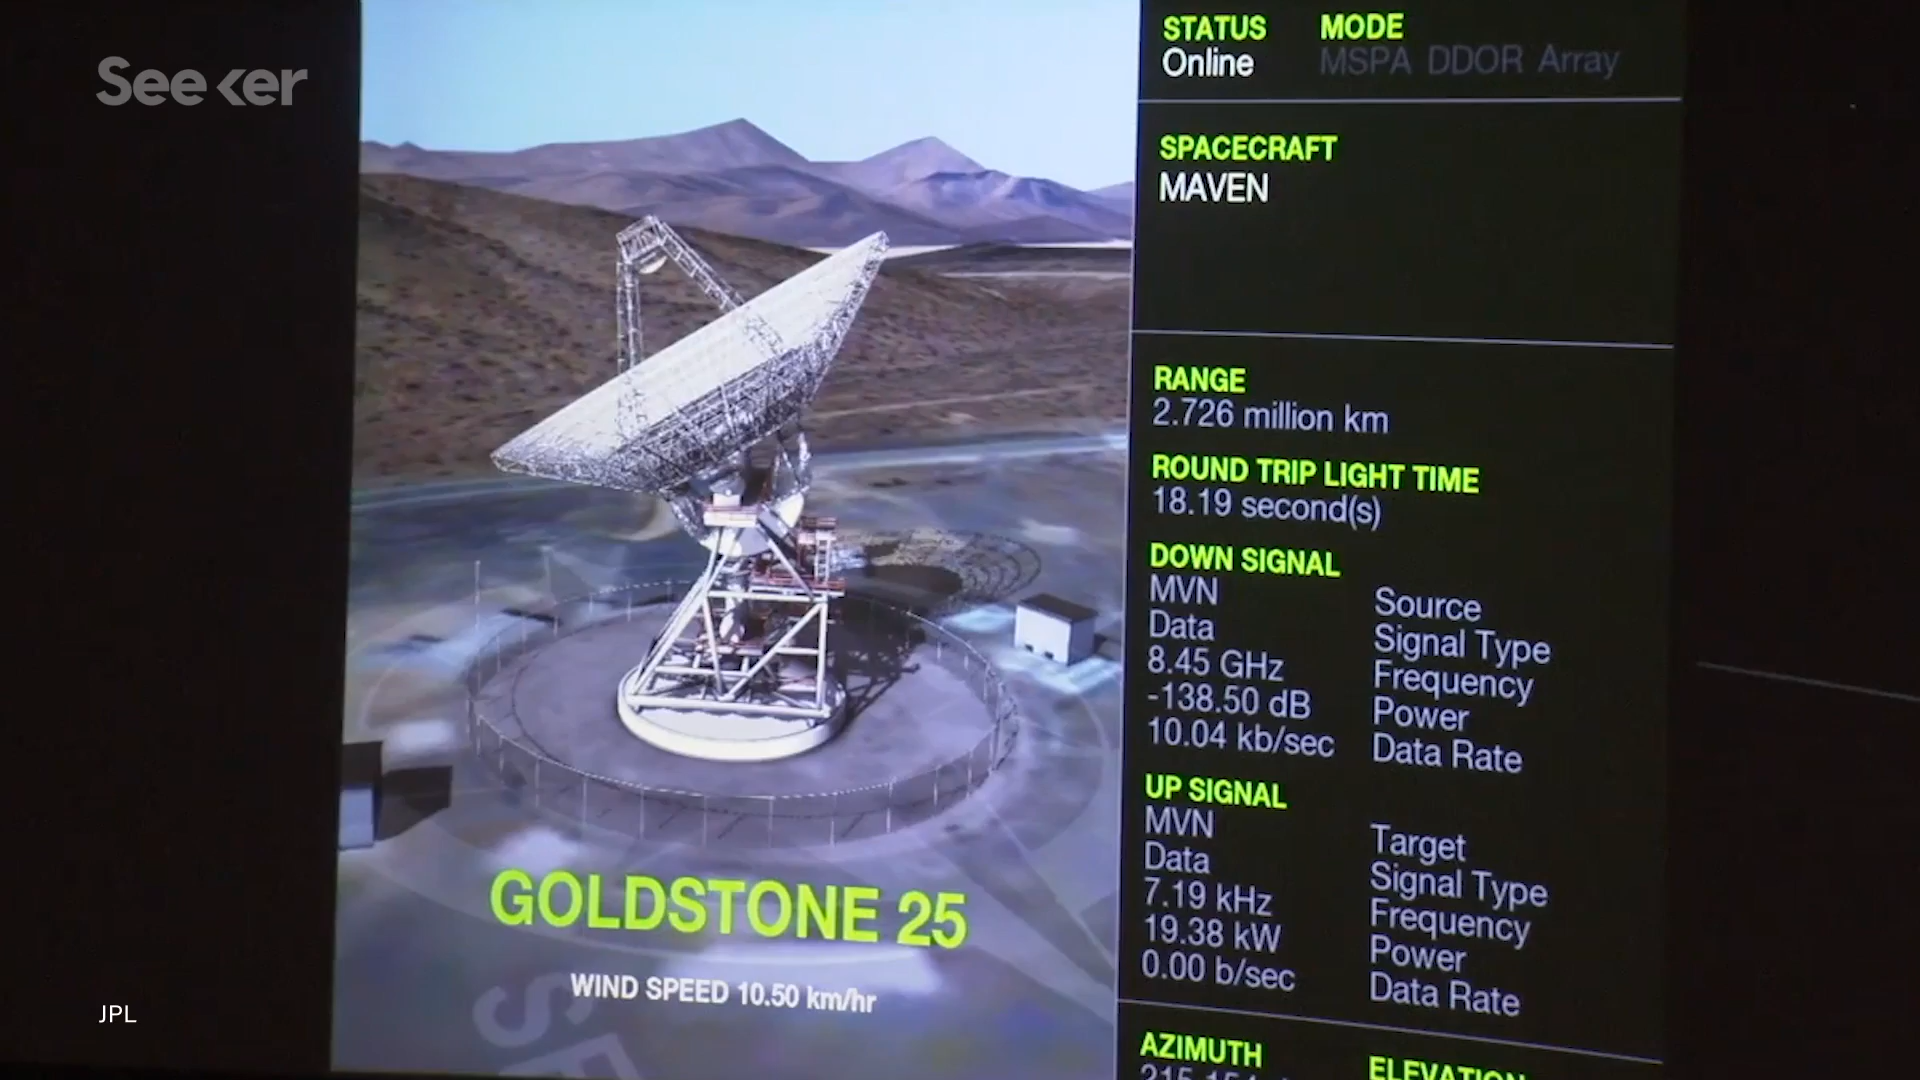 Seeker
STATUS MODE
Online MSPA DDOR Array
SPACECRAFT
MAVEN
RANGE
2.726 million km
ROUND TRIP LIGHT TIME
18.19 second(s)
DOWN SIGNAL
MVN Source
Data Signal Type
8.45 GHz Frequency
-138.50 dB Power
10.04 kb/sec Data Rate
UP SIGNAL
MVN Target
Data Signal Type
7.19 kHz Frequency
19.38 kW Power
0.00 b/sec Data Rate
AZIMUTH ELEVATION
GOLDSTONE 25
WIND SPEED 10.50 km/hr
JPL